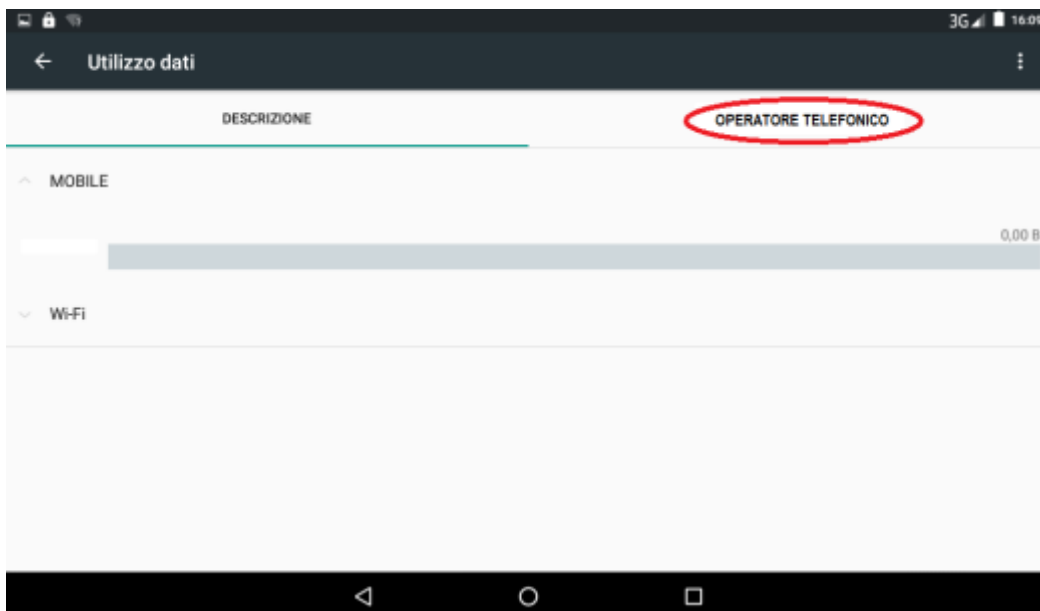 3G 16:09
Utilizzo dati
DESCRIZIONE OPERATORE TELEFONICO
MOBILE
0,00 B
Wi-Fi